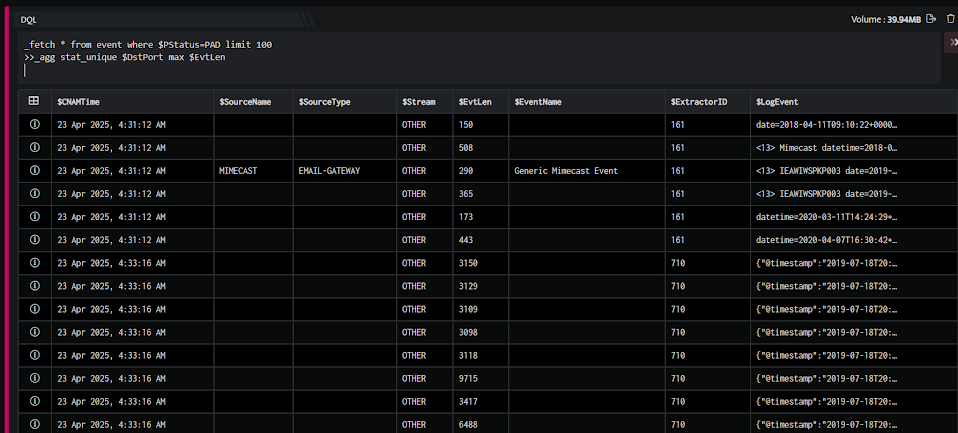 DQL Volume : 39.94MB
_fetch * from event where $PStatus=PAD limit 100
>>_agg stat_unique $DstPort max $EvtLen
$CNAMTime $SourceName $SourceType $Stream $EvtLen $EventName $ExtractorID $LogEvent
23 Apr 2025, 4:31:12 AM OTHER 150 161 date=2018-04-11T09:10:22+0000…
23 Apr 2025, 4:31:12 AM OTHER 508 161 <13> Mimecast datetime=2018-0…
23 Apr 2025, 4:31:12 AM MIMECAST EMAIL-GATEWAY OTHER 290 Generic Mimecast Event 161 <13> IEAWIWSPKP003 date=2019-…
23 Apr 2025, 4:31:12 AM OTHER 365 161 <13> IEAWIWSPKP003 date=2019-…
23 Apr 2025, 4:31:12 AM OTHER 173 161 datetime=2020-03-11T14:24:29+…
23 Apr 2025, 4:31:12 AM OTHER 443 161 datetime=2020-04-07T16:30:42+…
23 Apr 2025, 4:33:16 AM OTHER 3150 710 {"@timestamp":"2019-07-18T20:…
23 Apr 2025, 4:33:16 AM OTHER 3129 710 {"@timestamp":"2019-07-18T20:…
23 Apr 2025, 4:33:16 AM OTHER 3109 710 {"@timestamp":"2019-07-18T20:…
23 Apr 2025, 4:33:16 AM OTHER 3098 710 {"@timestamp":"2019-07-18T20:…
23 Apr 2025, 4:33:16 AM OTHER 3118 710 {"@timestamp":"2019-07-18T20:…
23 Apr 2025, 4:33:16 AM OTHER 9715 710 {"@timestamp":"2019-07-18T20:…
23 Apr 2025, 4:33:16 AM OTHER 3417 710 {"@timestamp":"2019-07-18T20:…
23 Apr 2025, 4:33:16 AM OTHER 6488 710 {"@timestamp":"2019-07-18T20:…